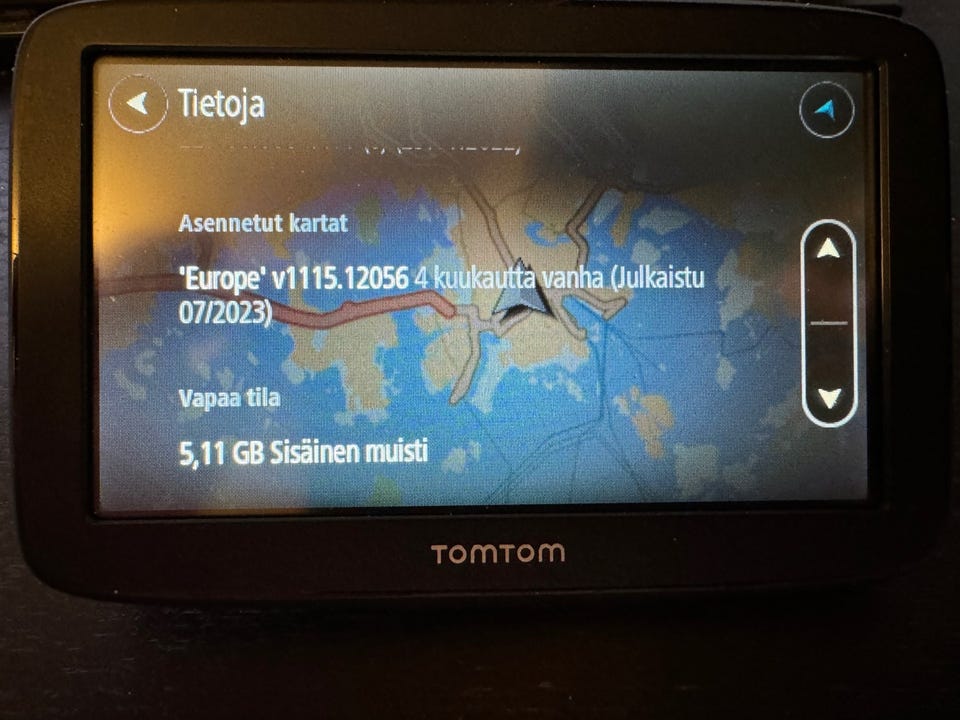 Tietoja
Asennetut kartat
'Europe' v1115.12056 4 kuukautta vanha (Julkaistu
07/2023)
Vapaa tila
5,11 GB Sisäinen muisti
TOMTOM